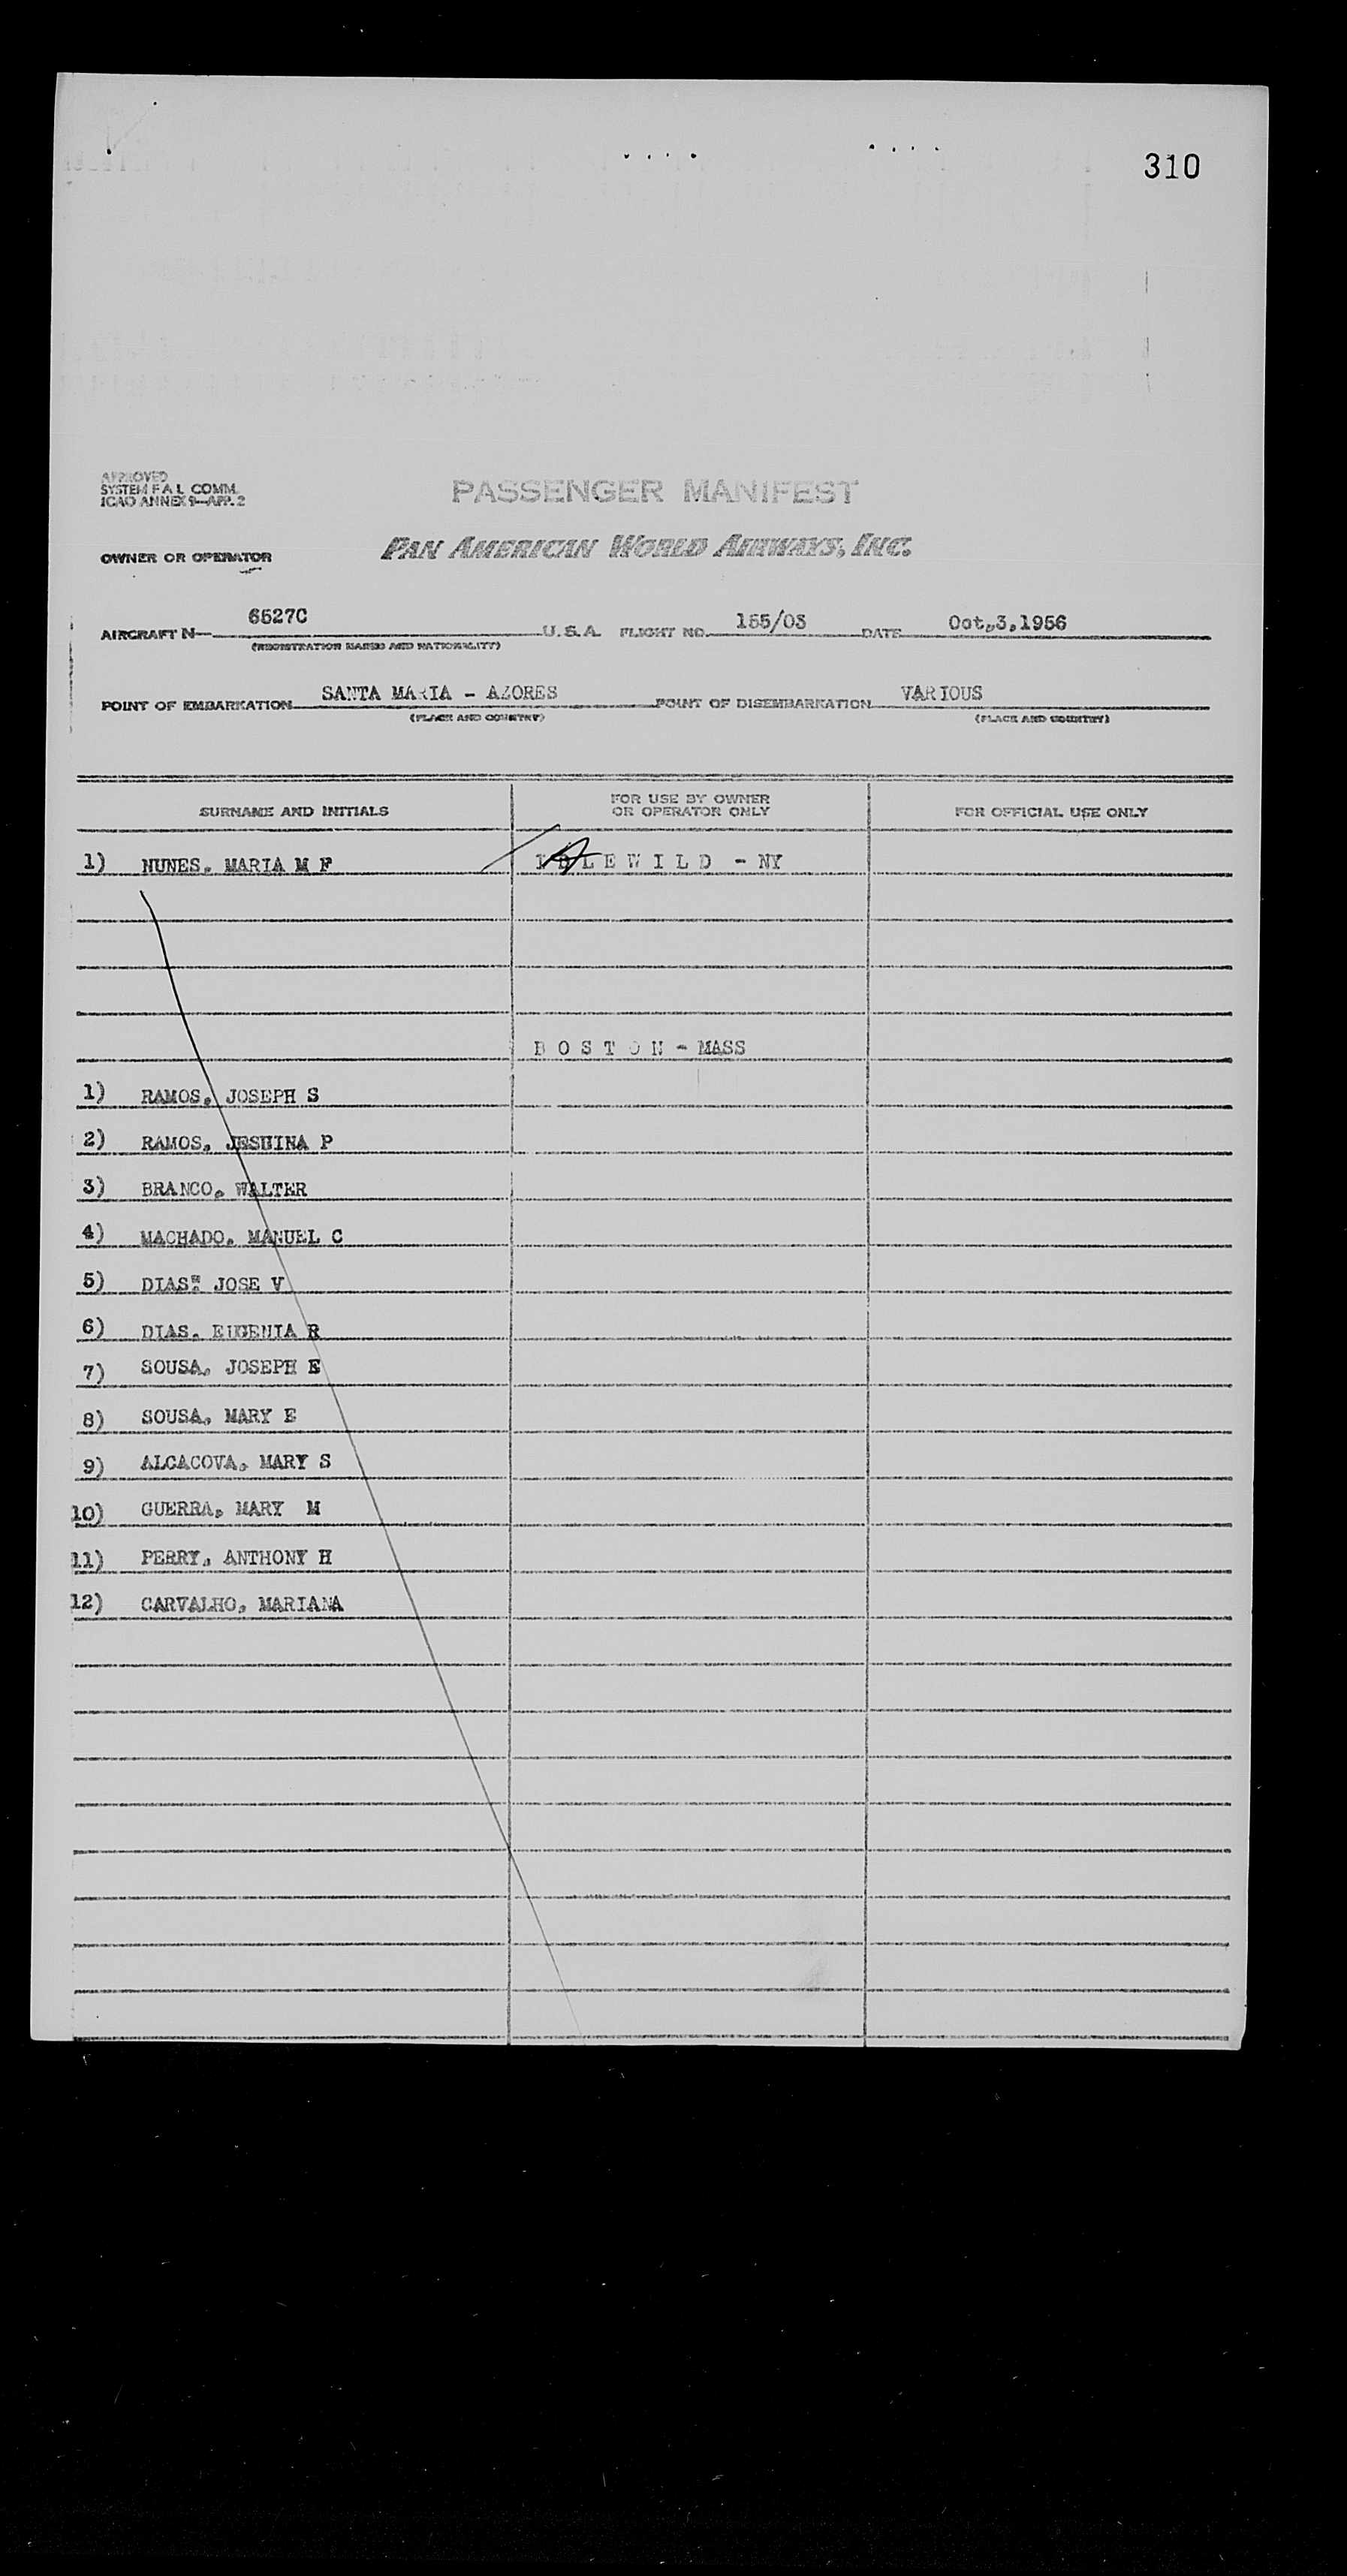 310
APPROVED
SYSTEM F A L COMM.
ICAO ANNEX 9—APP. 2
PASSENGER MANIFEST
OWNER OR OPERATOR
PAN AMERICAN WORLD AIRWAYS, INC.
AIRCRAFT N— 6527C U. S. A. FLIGHT NO. 155/03 DATE Oct.,3,1956
(REGISTRATION MARKS AND NATIONALITY)
POINT OF EMBARKATION SANTA MARIA - AZORES POINT OF DISEMBARKATION VARIOUS
(PLACE AND COUNTRY) (PLACE AND COUNTRY)
SURNAME AND INITIALS FOR USE BY OWNER OR OPERATOR ONLY FOR OFFICIAL USE ONLY
1) NUNES, MARIA M F I D L E W I L D - NY
B O S T O N - MASS
1) RAMOS, JOSEPH S
2) RAMOS, JESUINA P
3) BRANCO, WALTER
4) MACHADO, MANUEL C
5) DIAS, JOSE V
6) DIAS, EUGENIA R
7) SOUSA, JOSEPH E
8) SOUSA, MARY E
9) ALCACOVA, MARY S
10) GUERRA, MARY M
11) PERRY, ANTHONY H
12) CARVALHO, MARIANA